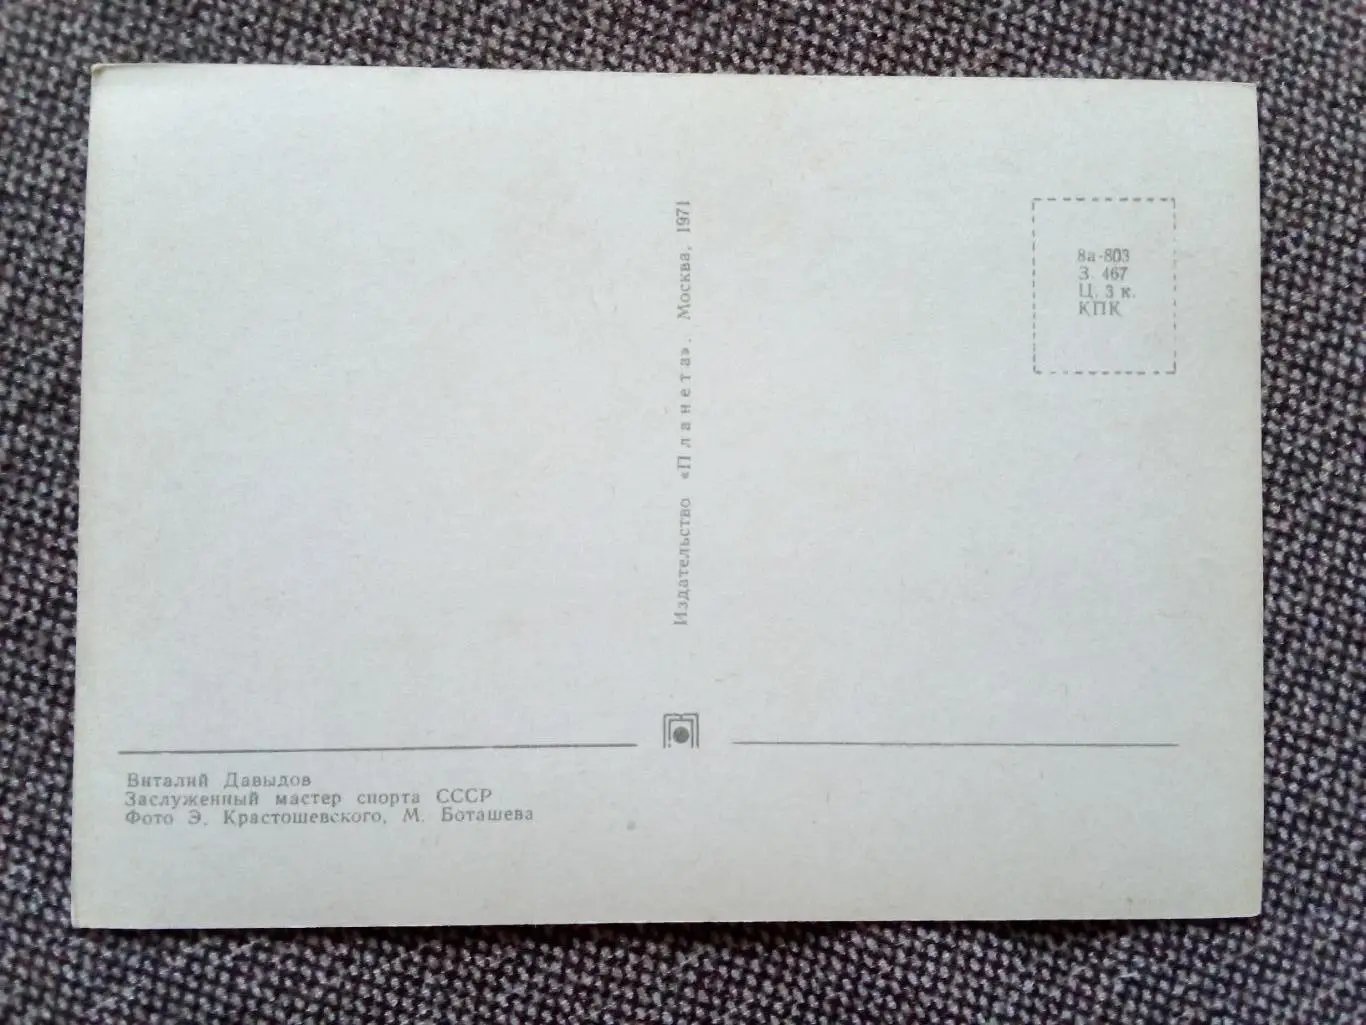 Издательство «Планета». Москва, 1971
8а-803
З. 467
Ц. 3 к.
КПК
Виталий Давыдов
Заслуженный мастер спорта СССР
Фото Э. Крастошевского, М. Боташева